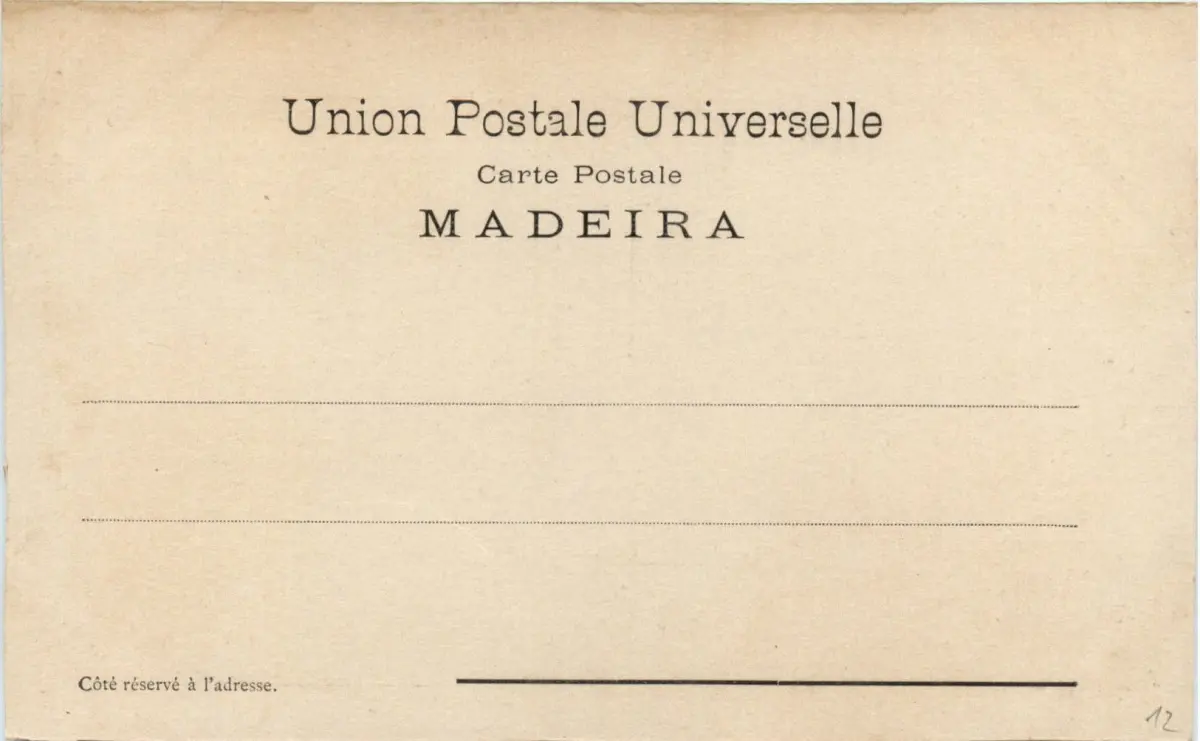 Union Postale Universelle
Carte Postale
MADEIRA
Côté réservé à l'adresse.
12